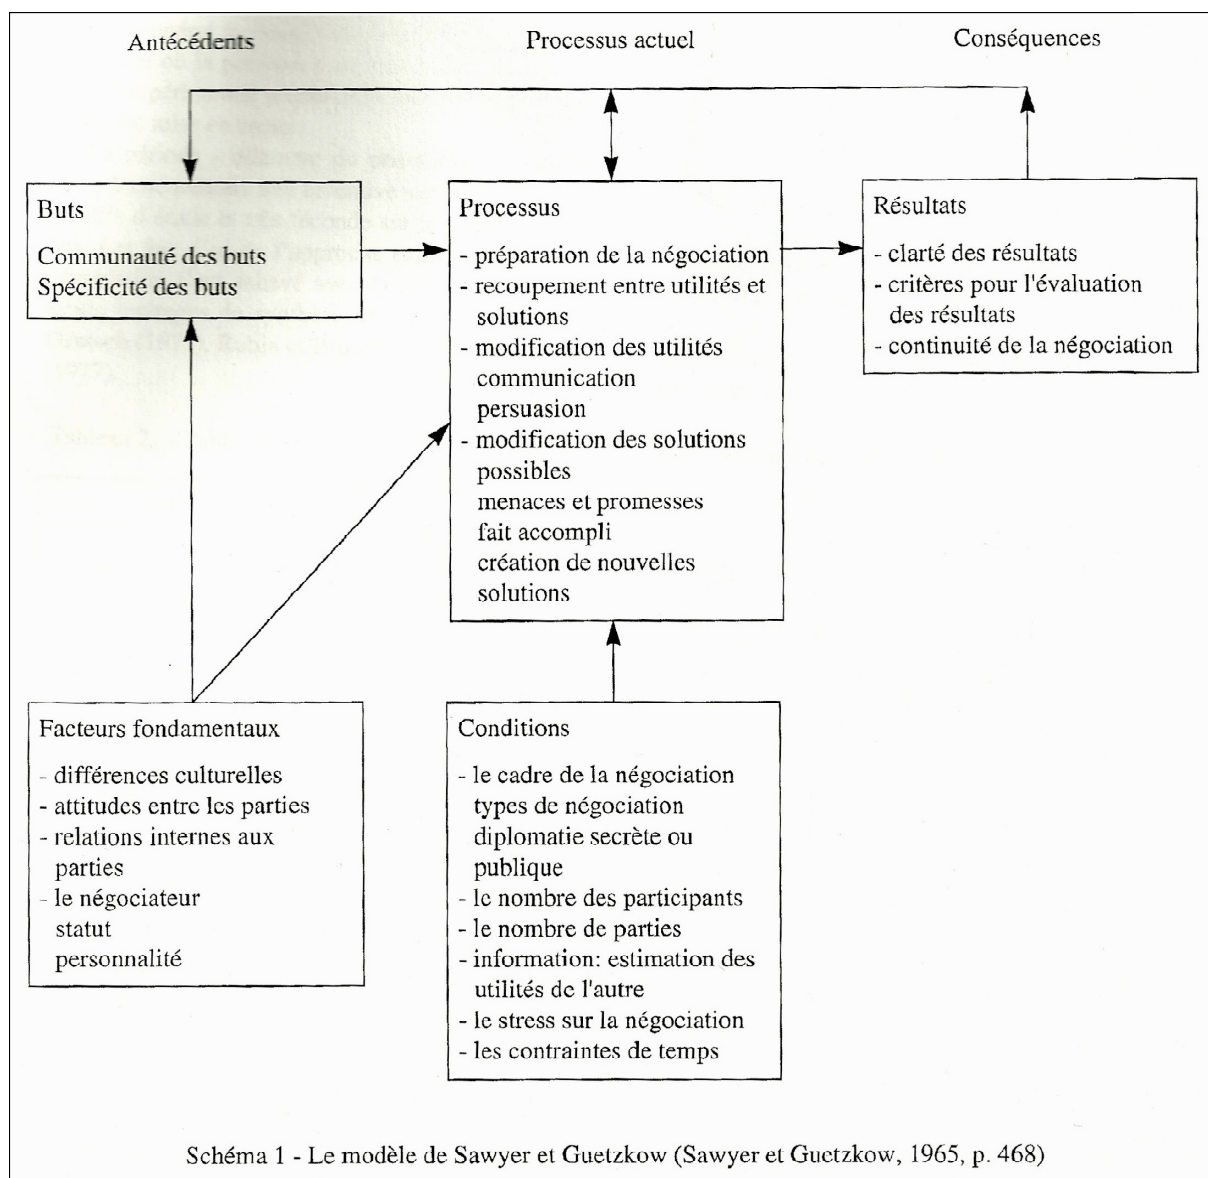 Antécédents
Processus actuel
Conséquences
Buts
Communauté des buts
Spécificité des buts
Processus
- préparation de la négociation
- recoupement entre utilités et
solutions
- modification des utilités
communication
persuasion
- modification des solutions
possibles
menaces et promesses
fait accompli
création de nouvelles
solutions
Résultats
- clarté des résultats
- critères pour l'évaluation
des résultats
- continuité de la négociation
Facteurs fondamentaux
- différences culturelles
- attitudes entre les parties
- relations internes aux
parties
- le négociateur
statut
personnalité
Conditions
- le cadre de la négociation
types de négociation
diplomatie secrète ou
publique
- le nombre des participants
- le nombre de parties
- information: estimation des
utilités de l'autre
- le stress sur la négociation
- les contraintes de temps
Schéma 1 - Le modèle de Sawyer et Guetzkow (Sawyer et Guetzkow, 1965, p. 468)